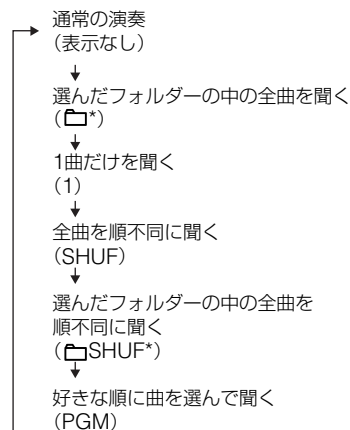 通常の演奏
(表示なし)
選んだフォルダーの中の全曲を聞く
(*)
1曲だけを聞く
(1)
全曲を順不同に聞く
(SHUF)
選んだフォルダーの中の全曲を
順不同に聞く
(SHUF*)
好きな順に曲を選んで聞く
(PGM)